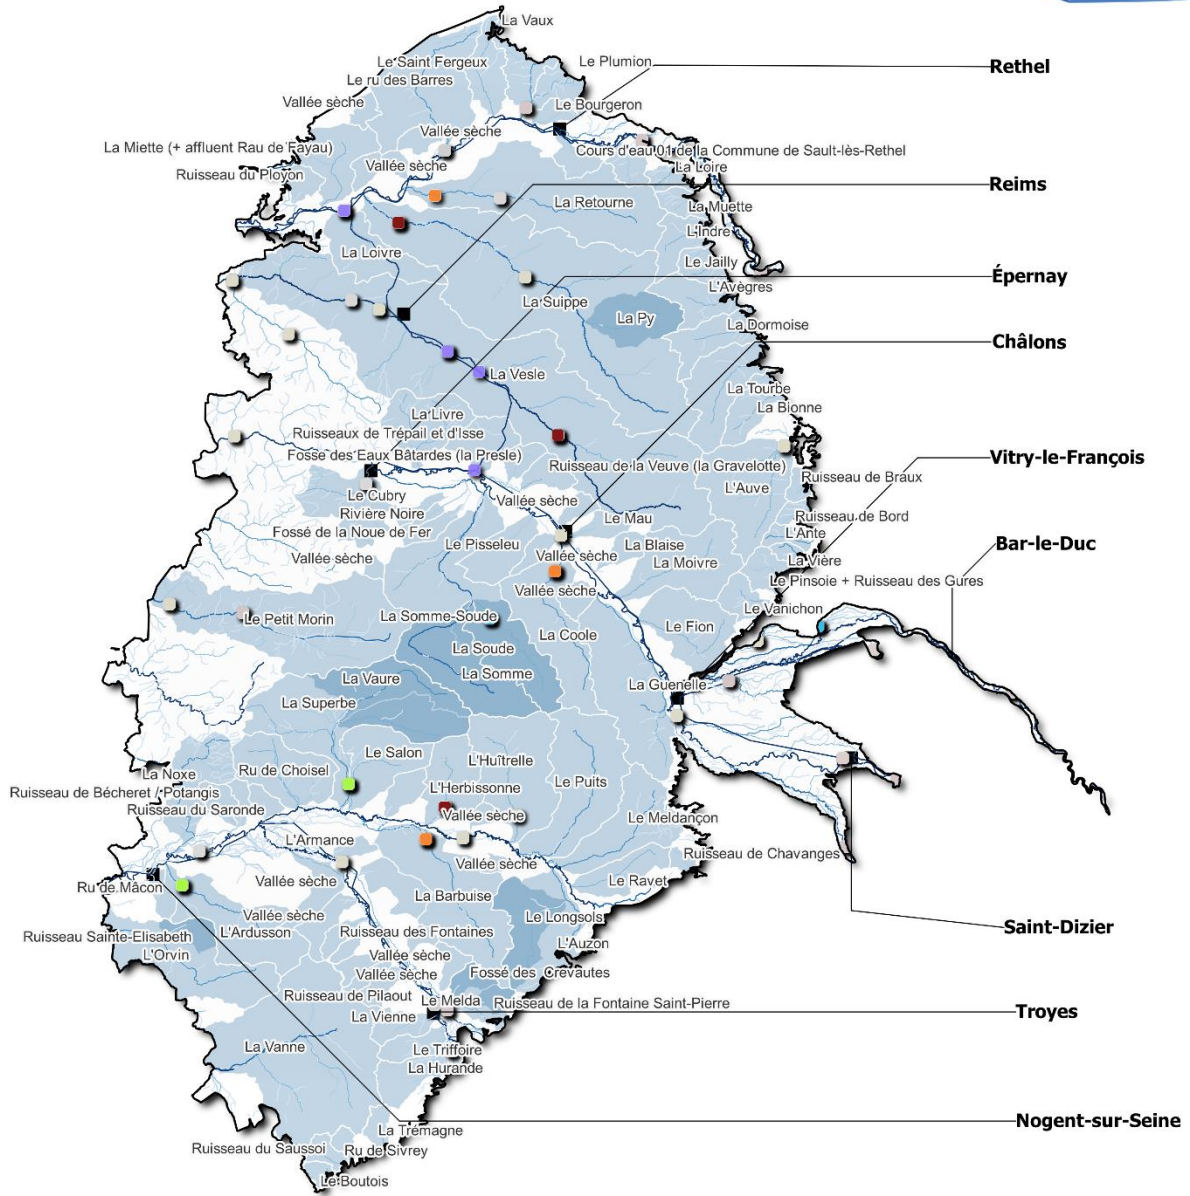 La Vaux
Le Saint Fergeux
Le Plumion
Rethel
Le ru des Barres
Vallée sèche
Le Bourgeron
Vallée sèche
La Miette (+ affluent Rau de Fayau)
Cours d'eau 01 de la Commune de Sault-lès-Rethel
Vallée sèche
La Loire
Ruisseau du Ployon
Reims
La Retourne
La Muette
L'Indre
La Loivre
Le Jailly
Épernay
L'Avègres
La Suippe
La Py
La Dormoise
Châlons
La Vesle
La Tourbe
La Bionne
La Livre
Ruisseaux de Trépail et d'Isse
Fosse des Eaux Bâtardes (la Presle)
Vitry-le-François
Ruisseau de la Veuve (la Gravelotte)
Ruisseau de Braux
L'Auve
Le Cubry
Vallée sèche
Rivière Noire
Le Mau
Ruisseau de Bord
Fossé de la Noue de Fer
L'Ante
Le Pisseleu
La Blaise
Bar-le-Duc
Vallée sèche
Vallée sèche
La Moivre
La Vière
Le Pinsoie + Ruisseau des Gures
Vallée sèche
Le Vanichon
Le Petit Morin
La Somme-Soude
Le Fion
La Coole
La Soude
La Somme
La Vaure
La Guenelle
La Superbe
Le Salon
L'Huîtrelle
La Noxe
Ru de Choisel
Le Puits
Ruisseau de Bécheret / Potangis
L'Herbissonne
Ruisseau du Saronde
Vallée sèche
Le Meldançon
L'Armance
Ruisseau de Chavanges
Vallée sèche
Vallée sèche
Le Ravet
Ru de Mâcon
La Barbuise
Vallée sèche
Le Longsols
L'Ardusson
Ruisseau des Fontaines
Saint-Dizier
Ruisseau Sainte-Elisabeth
L'Auzon
L'Orvin
Vallée sèche
Vallée sèche
Fossé des Crevautes
Ruisseau de Pilaout
Le Melda
Ruisseau de la Fontaine Saint-Pierre
La Vienne
Troyes
La Vanne
Le Triffoire
La Hurande
Nogent-sur-Seine
La Trémagne
Ruisseau du Saussoi
Ru de Sivrey
Le Boutois